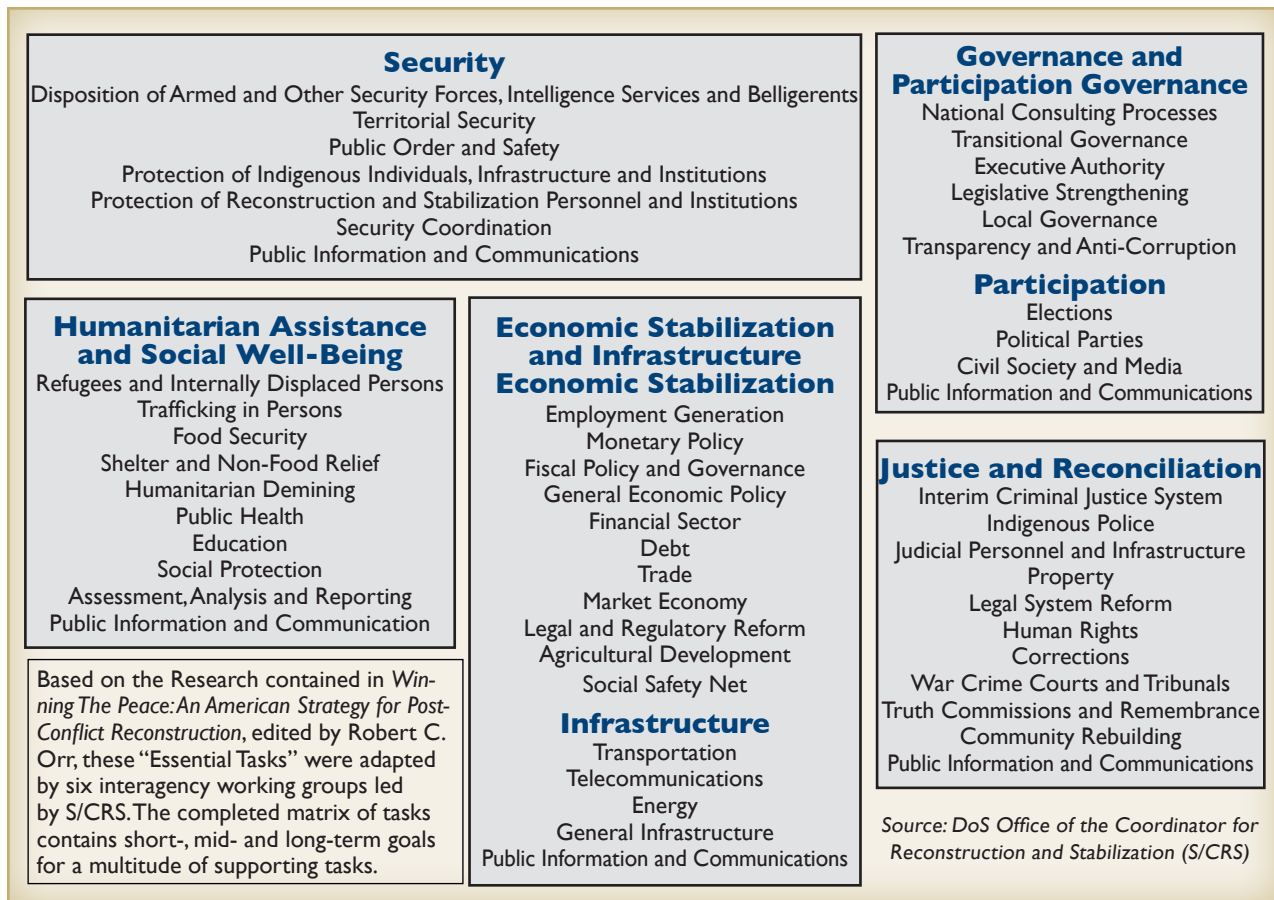 Security
Disposition of Armed and Other Security Forces, Intelligence Services and Belligerents
Territorial Security
Public Order and Safety
Protection of Indigenous Individuals, Infrastructure and Institutions
Protection of Reconstruction and Stabilization Personnel and Institutions
Security Coordination
Public Information and Communications
Governance and
Participation Governance
National Consulting Processes
Transitional Governance
Executive Authority
Legislative Strengthening
Local Governance
Transparency and Anti-Corruption
Participation
Elections
Political Parties
Civil Society and Media
Public Information and Communications
Humanitarian Assistance
and Social Well-Being
Refugees and Internally Displaced Persons
Trafficking in Persons
Food Security
Shelter and Non-Food Relief
Humanitarian Demining
Public Health
Education
Social Protection
Assessment, Analysis and Reporting
Public Information and Communication
Economic Stabilization
and Infrastructure
Economic Stabilization
Employment Generation
Monetary Policy
Fiscal Policy and Governance
General Economic Policy
Financial Sector
Debt
Trade
Market Economy
Legal and Regulatory Reform
Agricultural Development
Social Safety Net
Infrastructure
Transportation
Telecommunications
Energy
General Infrastructure
Public Information and Communications
Justice and Reconciliation
Interim Criminal Justice System
Indigenous Police
Judicial Personnel and Infrastructure
Property
Legal System Reform
Human Rights
Corrections
War Crime Courts and Tribunals
Truth Commissions and Remembrance
Community Rebuilding
Public Information and Communications
Based on the Research contained in Win-
ning The Peace: An American Strategy for Post-
Conflict Reconstruction, edited by Robert C.
Orr, these “Essential Tasks” were adapted
by six interagency working groups led
by S/CRS. The completed matrix of tasks
contains short-, mid- and long-term goals
for a multitude of supporting tasks.
Source: DoS Office of the Coordinator for
Reconstruction and Stabilization (S/CRS)